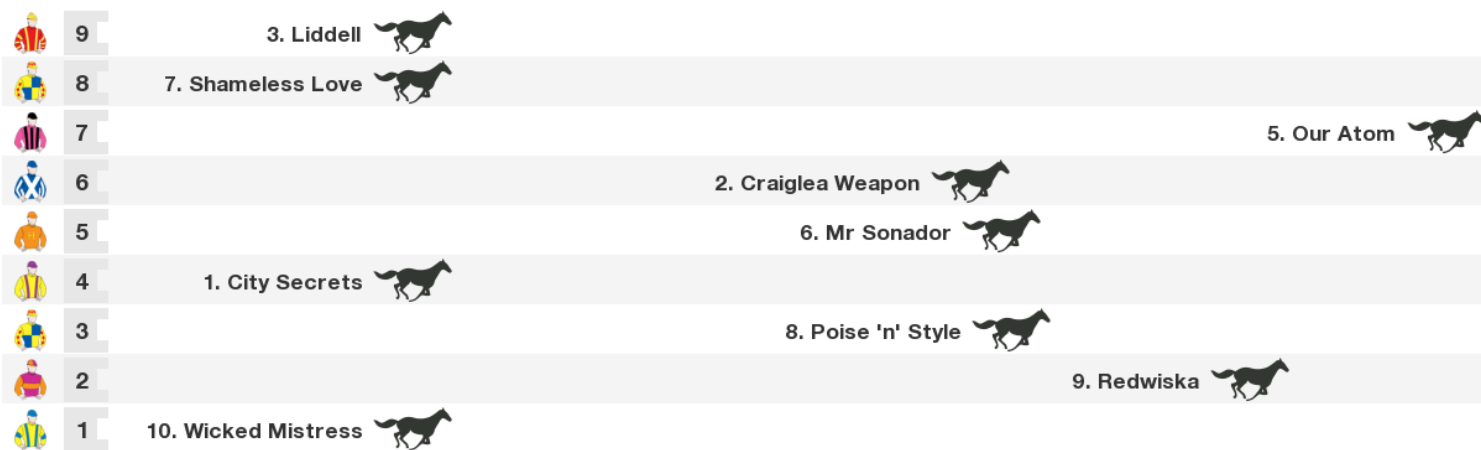 9 3. Liddell
8 7. Shameless Love
7 5. Our Atom
6 2. Craiglea Weapon
5 6. Mr Sonador
4 1. City Secrets
3 8. Poise 'n' Style
2 9. Redwiska
1 10. Wicked Mistress